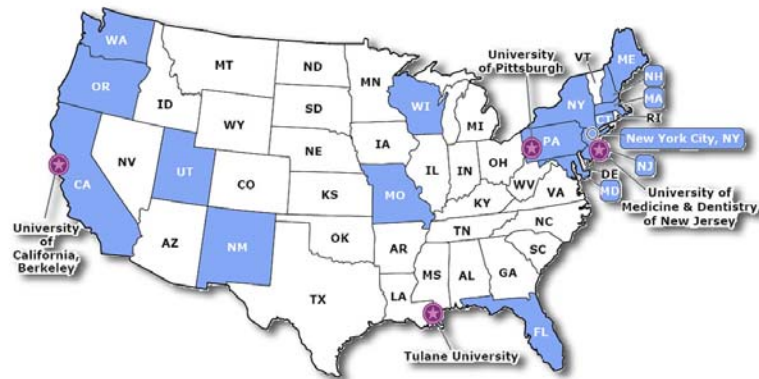 WA
MT
ND
MN
University
of Pittsburgh
VT
ME
OR
ID
SD
WI
NY
NH
MA
WY
MI
CT
RI
New York City, NY
NV
NE
IA
PA
CA
UT
CO
IL
IN
OH
DE
NJ
MD
KS
MO
WV
VA
KY
University of
Medicine & Dentistry
of New Jersey
University
of
California,
Berkeley
AZ
NM
OK
AR
TN
NC
SC
TX
LA
MS
AL
GA
FL
Tulane University